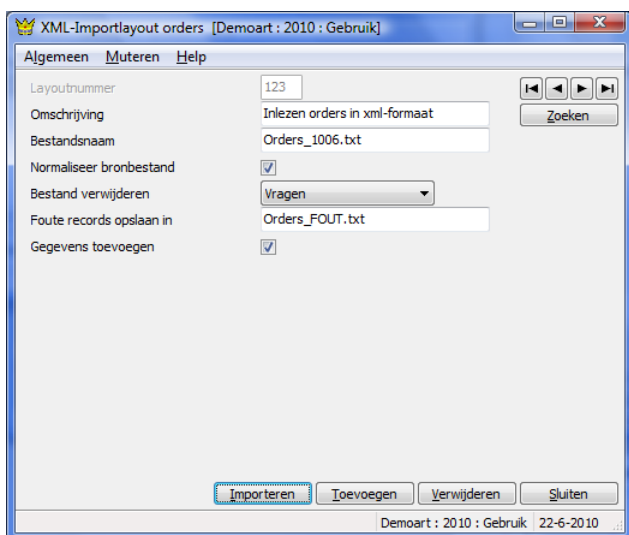 XML-Importlayout orders [Demoart : 2010 : Gebruik]
Algemeen Muteren Help
Layoutnummer 123
Omschrijving Inlezen orders in xml-formaat Zoeken
Bestandsnaam Orders_1006.txt
Normaliseer bronbestand
Bestand verwijderen Vragen
Foute records opslaan in Orders_FOUT.txt
Gegevens toevoegen
Importeren Toevoegen Verwijderen Sluiten
Demoart : 2010 : Gebruik 22-6-2010